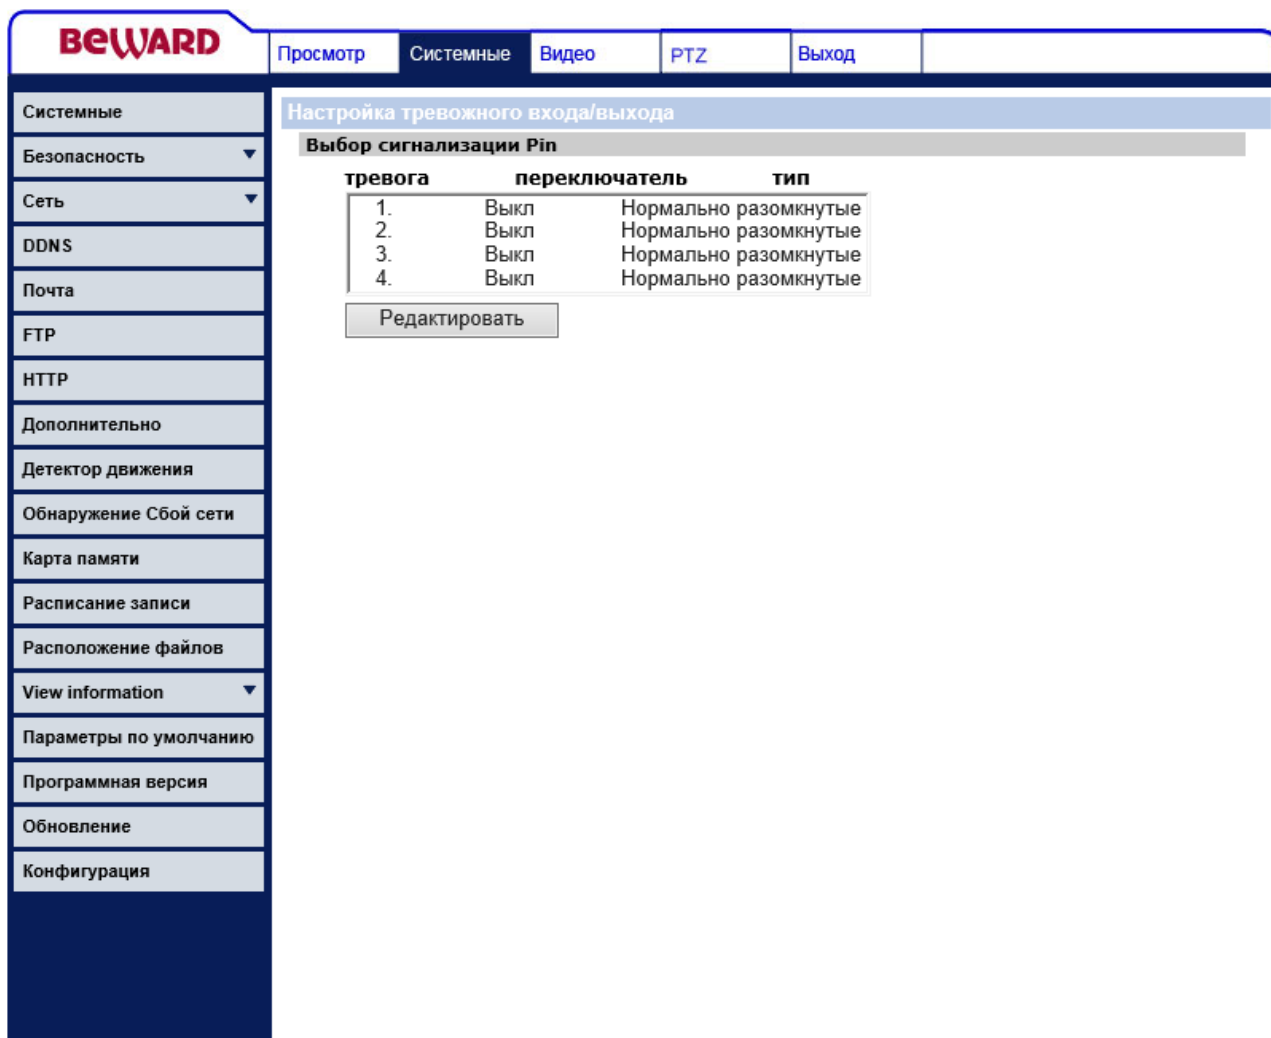 BEWARD
Просмотр Системные Видео PTZ Выход
Системные
Безопасность
Сеть
DDNS
Почта
FTP
HTTP
Дополнительно
Детектор движения
Обнаружение Сбой сети
Карта памяти
Расписание записи
Расположение файлов
View information
Параметры по умолчанию
Программная версия
Обновление
Конфигурация
Настройка тревожного входа/выхода
Выбор сигнализации Pin
тревога переключатель тип
1. Выкл Нормально разомкнутые
2. Выкл Нормально разомкнутые
3. Выкл Нормально разомкнутые
4. Выкл Нормально разомкнутые
Редактировать